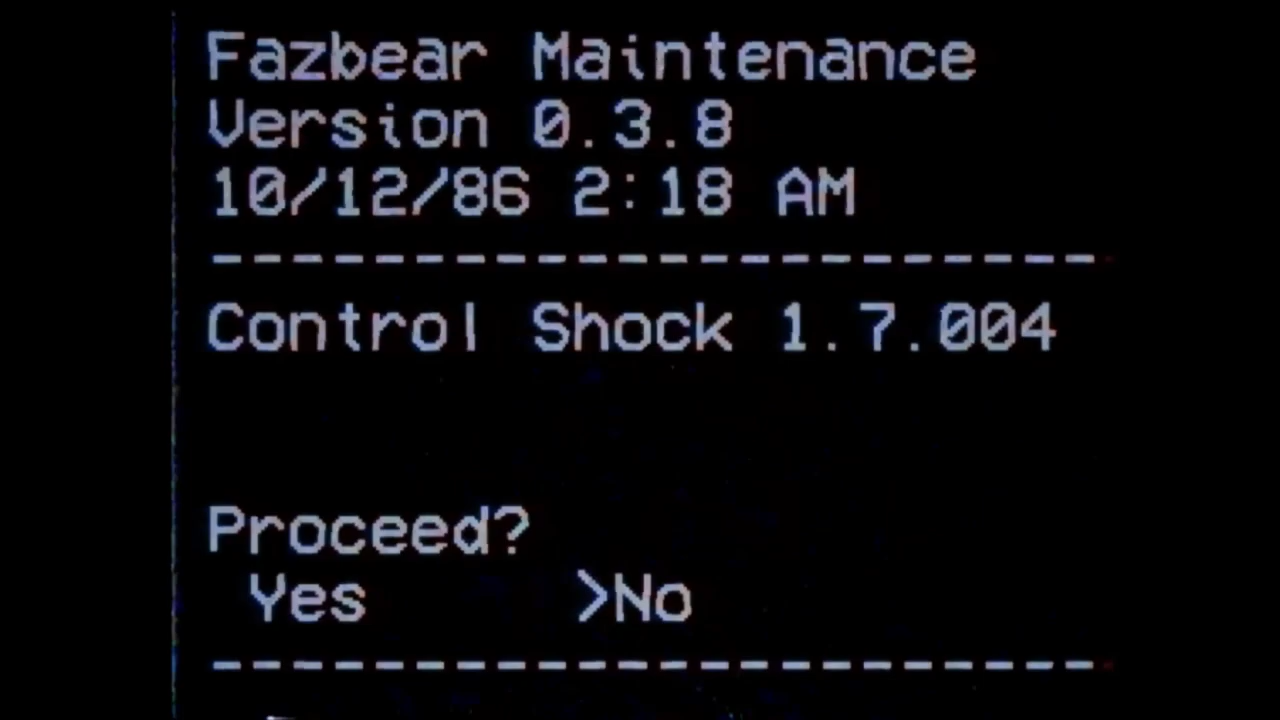 Fazbear Maintenance
Version 0.3.8
10/12/86 2:18 AM
---------------------- 
Control Shock 1.7.004
Proceed?
Yes >No
----------------------